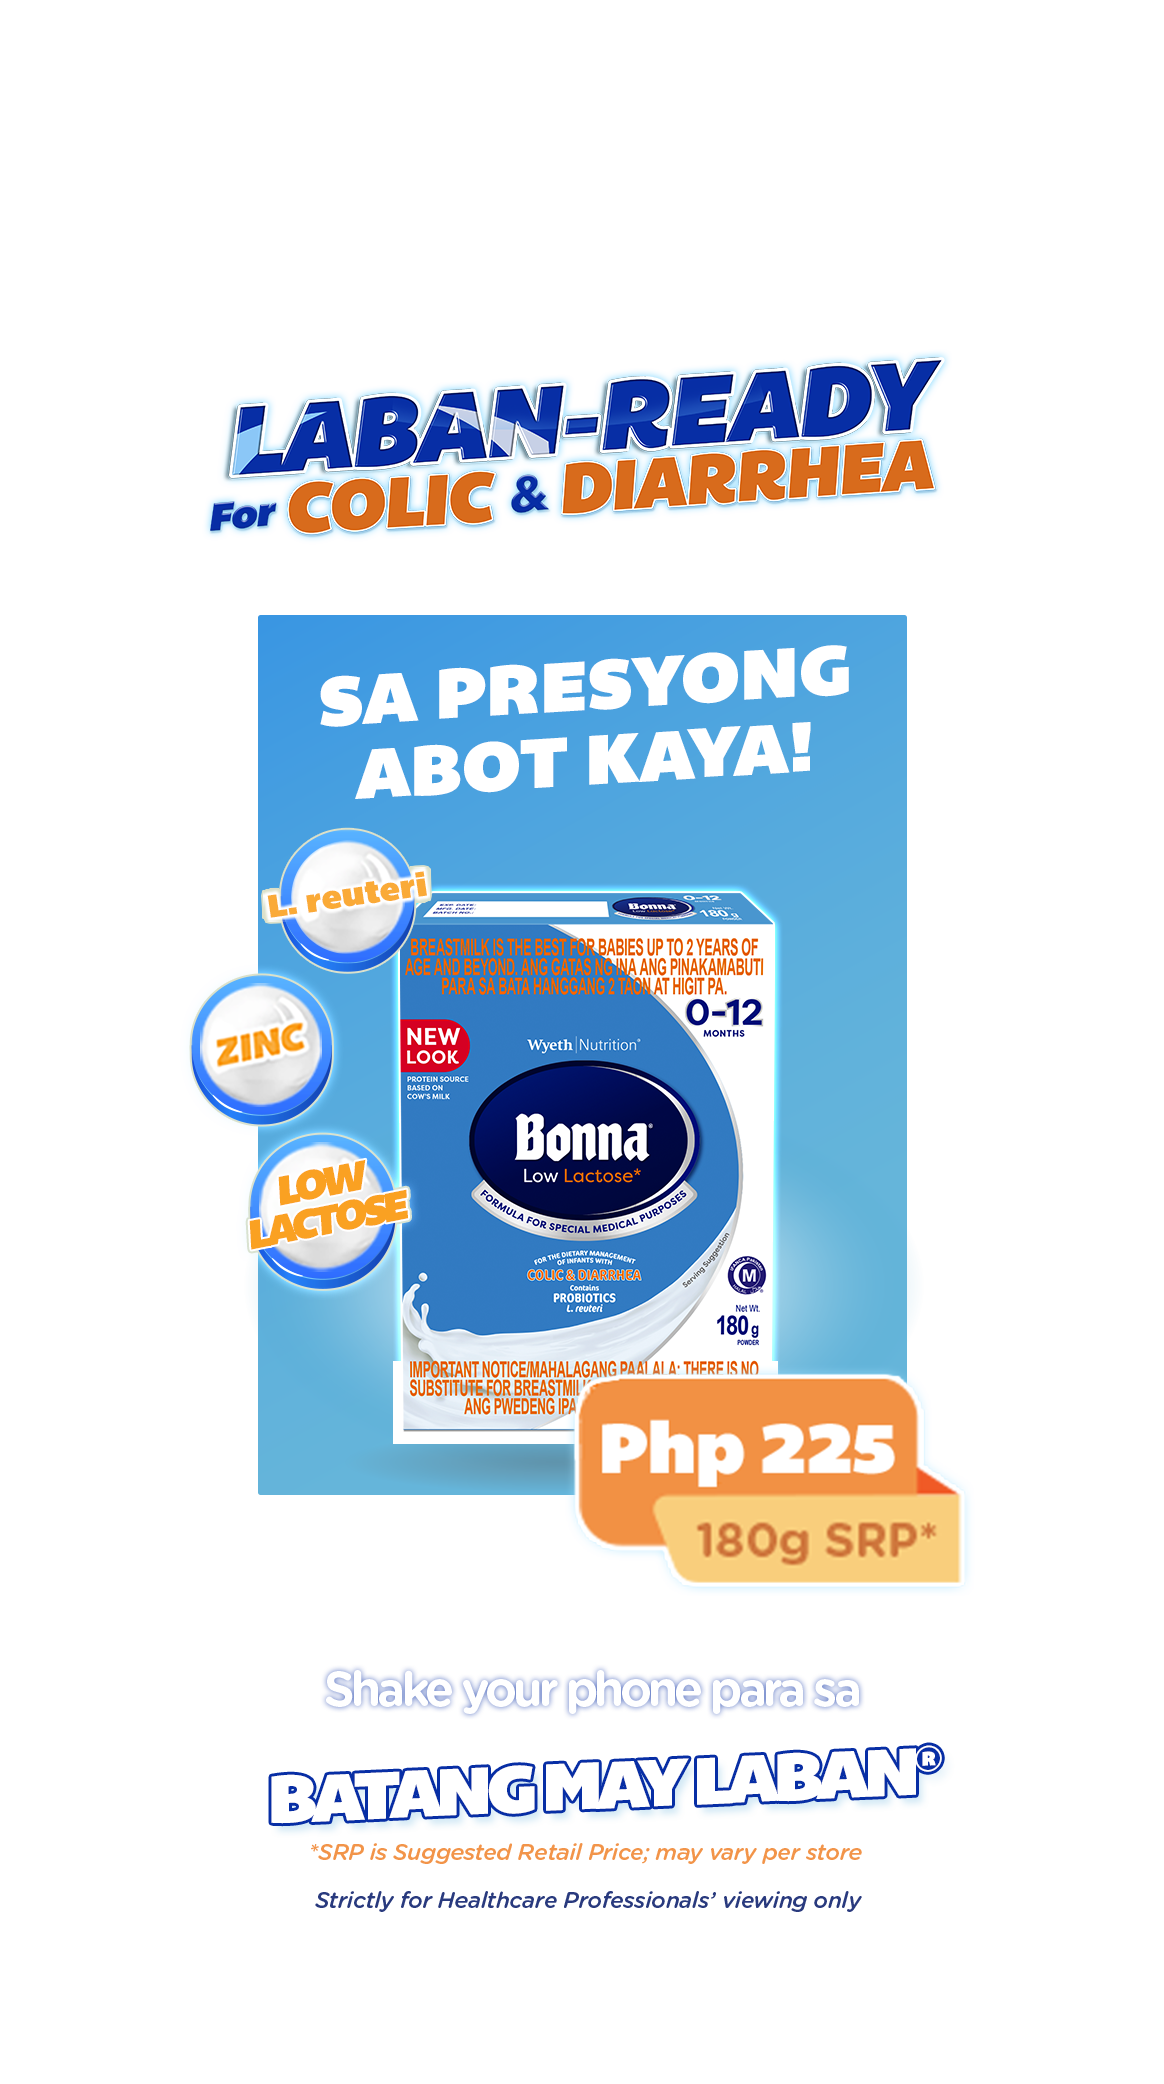 LABAN-READY
For COLIC & DIARRHEA
SA PRESYONG
ABOT KAYA!
L. reuteri
ZINC
LOW
LACTOSE
EXP. DATE:
MFG. DATE:
BATCH NO.:
Bonna
Low Lactose*
0-12
180 g
BREASTMILK IS THE BEST FOR BABIES UP TO 2 YEARS OF
AGE AND BEYOND. ANG GATAS NG INA ANG PINAKAMABUTI
PARA SA BATA HANGGANG 2 TAON AT HIGIT PA.
0-12
MONTHS
NEW
LOOK
PROTEIN SOURCE
BASED ON
COW'S MILK
Wyeth | Nutrition®
Bonna®
Low Lactose*
FORMULA FOR SPECIAL MEDICAL PURPOSES
FOR THE DIETARY MANAGEMENT
OF INFANTS WITH
COLIC & DIARRHEA
Contains
PROBIOTICS
L. reuteri
Serving Suggestion
M
Net Wt.
180 g
POWDER
IMPORTANT NOTICE/MAHALAGANG PAALALA: THERE IS NO
SUBSTITUTE FOR BREASTMIL
ANG PWEDENG IPA
Php 225
180g SRP*
Shake your phone para sa
BATANG MAY LABAN®
*SRP is Suggested Retail Price; may vary per store
Strictly for Healthcare Professionals’ viewing only